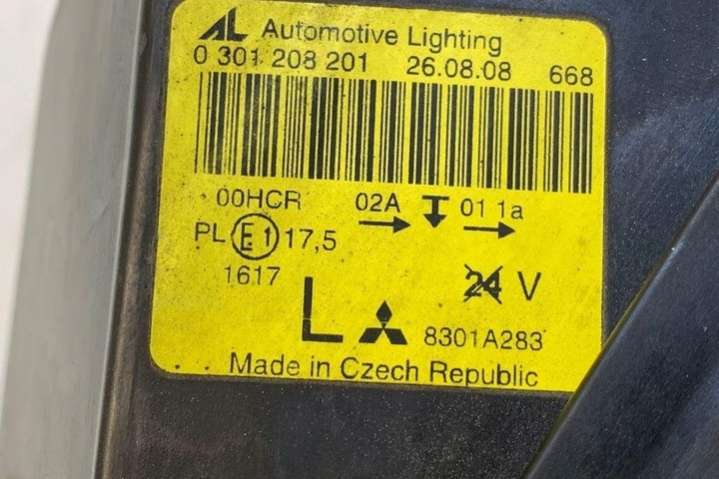 AL Automotive Lighting
0 301 208 201 26.08.08 668
00HCR 02A 01 1a
PL E1 17,5
1617
24 V
L 8301A283
Made in Czech Republic